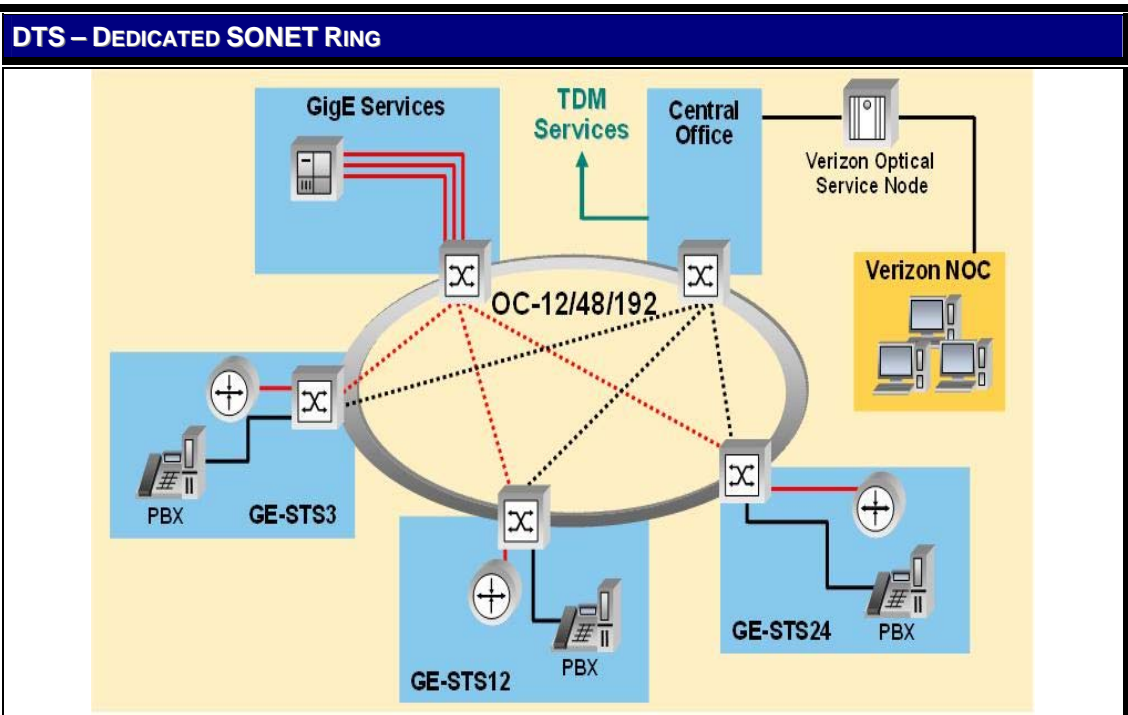 DTS – DEDICATED SONET RING
GigE Services
TDM
Services
Central
Office
Verizon Optical
Service Node
Verizon NOC
OC-12/48/192
PBX
GE-STS3
GE-STS12
PBX
GE-STS24
PBX